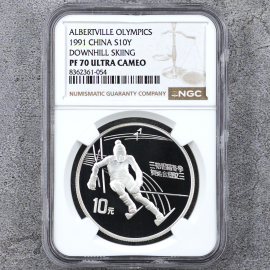 ALBERTVILLE OLYMPICS
1991 CHINA S10Y
DOWNHILL SKIING
PF 70 ULTRA CAMEO
8362361-054
NUMISMATIC GUARANTY COMPANY
NGC
10元